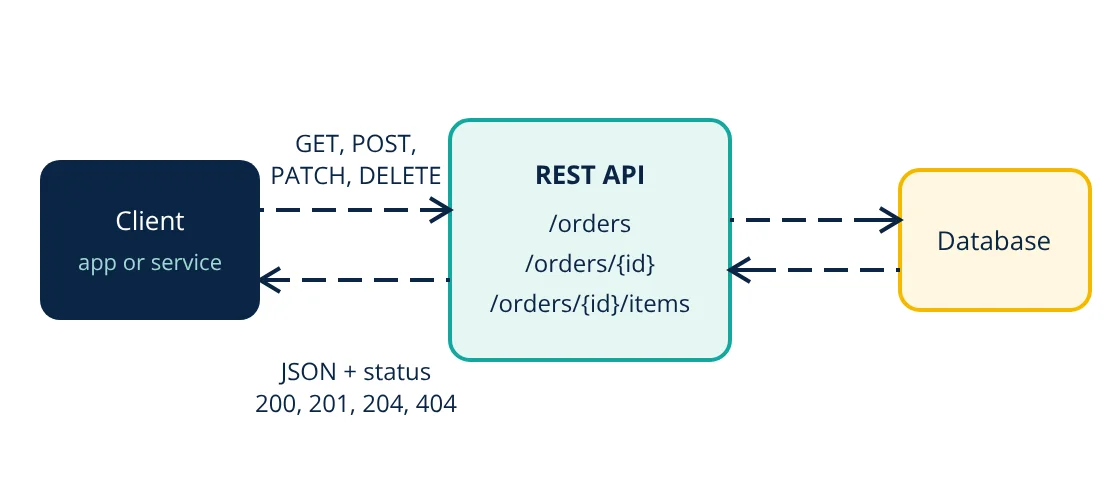 GET, POST,
PATCH, DELETE
Client
app or service
REST API
/orders
/orders/{id}
/orders/{id}/items
Database
JSON + status
200, 201, 204, 404